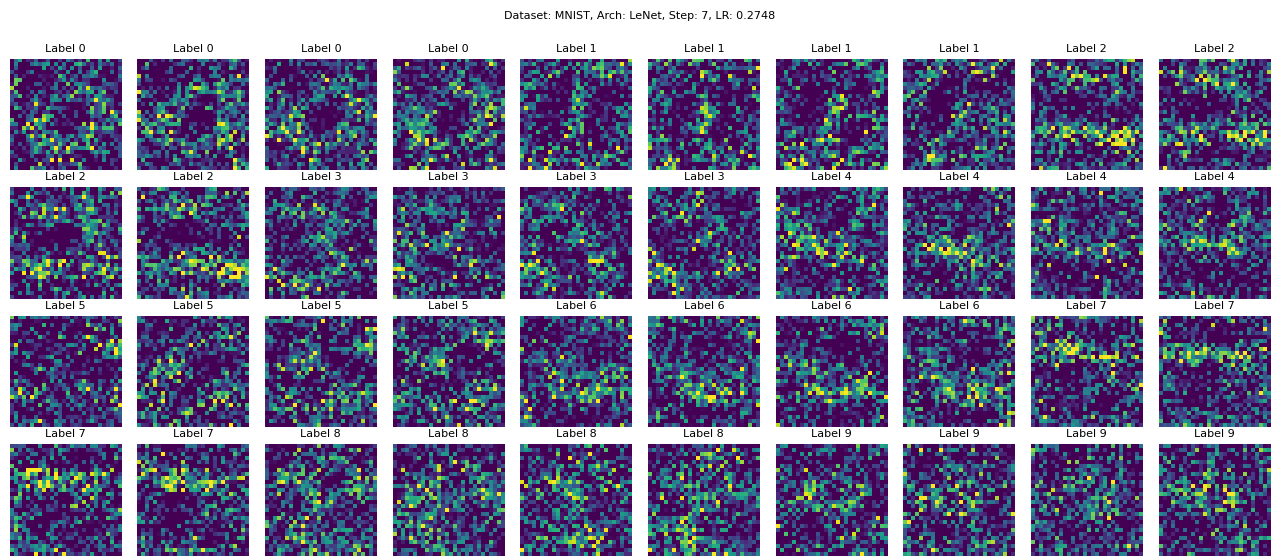 Dataset: MNIST, Arch: LeNet, Step: 7, LR: 0.2748
Label 0 Label 0 Label 0 Label 0 Label 1 Label 1 Label 1 Label 1 Label 2 Label 2
Label 2 Label 2 Label 3 Label 3 Label 3 Label 3 Label 4 Label 4 Label 4 Label 4
Label 5 Label 5 Label 5 Label 5 Label 6 Label 6 Label 6 Label 6 Label 7 Label 7
Label 7 Label 7 Label 8 Label 8 Label 8 Label 8 Label 9 Label 9 Label 9 Label 9